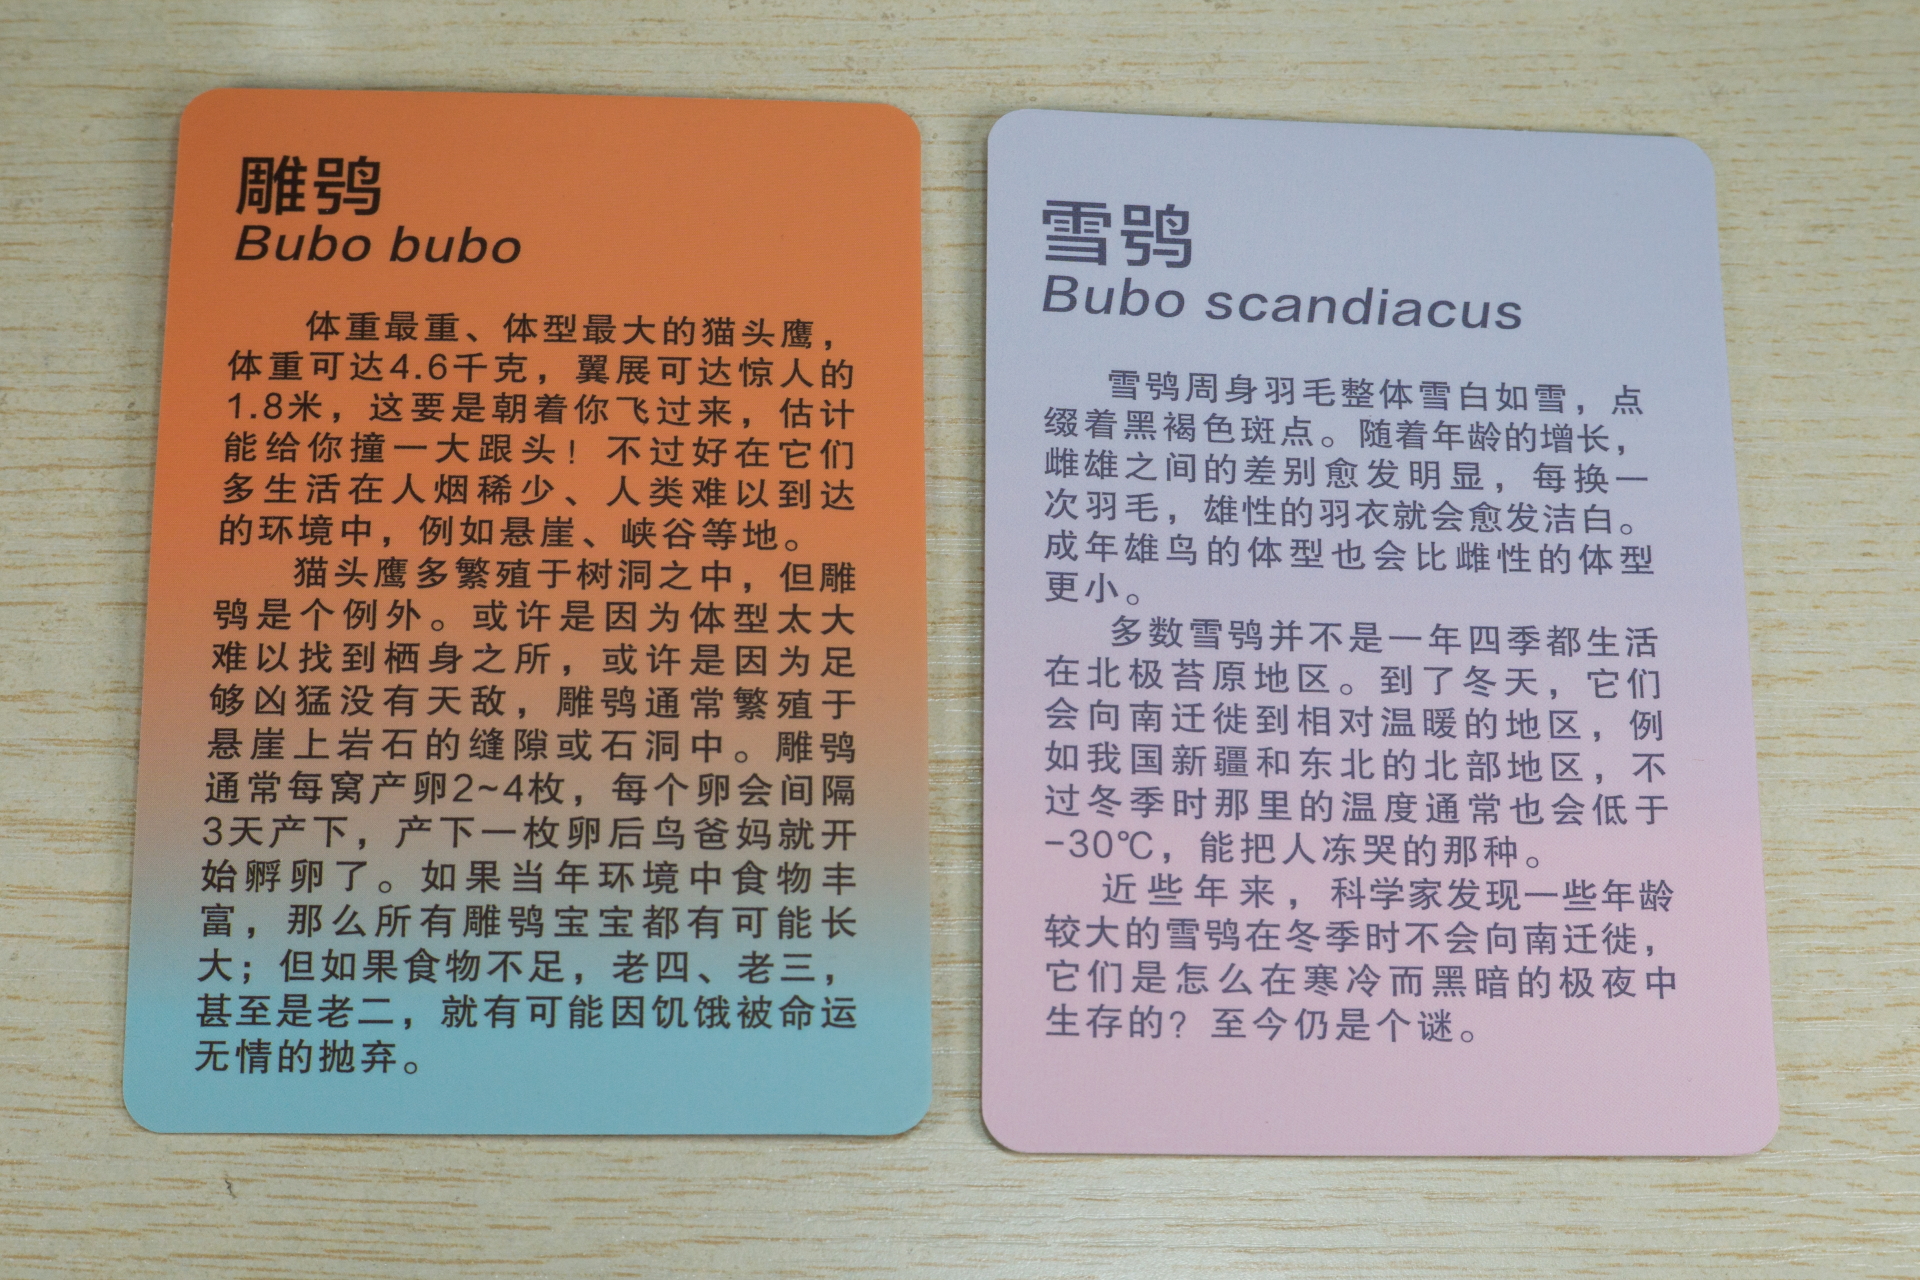 雕鸮
Bubo bubo
体重最重、体型最大的猫头鹰，
体重可达4.6千克，翼展可达惊人的
1.8米，这要是朝着你飞过来，估计
能给你撞一大跟头！不过好在它们
多生活在人烟稀少、人类难以到达
的环境中，例如悬崖、峡谷等地。
猫头鹰多繁殖于树洞之中，但雕
鸮是个例外。或许是因为体型太大
难以找到栖身之所，或许是因为足
够凶猛没有天敌，雕鸮通常繁殖于
悬崖上岩石的缝隙或石洞中。雕鸮
通常每窝产卵2~4枚，每个卵会间隔
3天产下，产下一枚卵后鸟爸妈就开
始孵卵了。如果当年环境中食物丰
富，那么所有雕鸮宝宝都有可能长
大；但如果食物不足，老四、老三，
甚至是老二，就有可能因饥饿被命运
无情的抛弃。
雪鸮
Bubo scandiacus
雪鸮周身羽毛整体雪白如雪，点
缀着黑褐色斑点。随着年龄的增长，
雌雄之间的差别愈发明显，每换一
次羽毛，雄性的羽衣就会愈发洁白。
成年雄鸟的体型也会比雌性的体型
更小。
多数雪鸮并不是一年四季都生活
在北极苔原地区。到了冬天，它们
会向南迁徙到相对温暖的地区，例
如我国新疆和东北的北部地区，不
过冬季时那里的温度通常也会低于
-30℃，能把人冻哭的那种。
近些年来，科学家发现一些年龄
较大的雪鸮在冬季时不会向南迁徙，
它们是怎么在寒冷而黑暗的极夜中
生存的？至今仍是个谜。